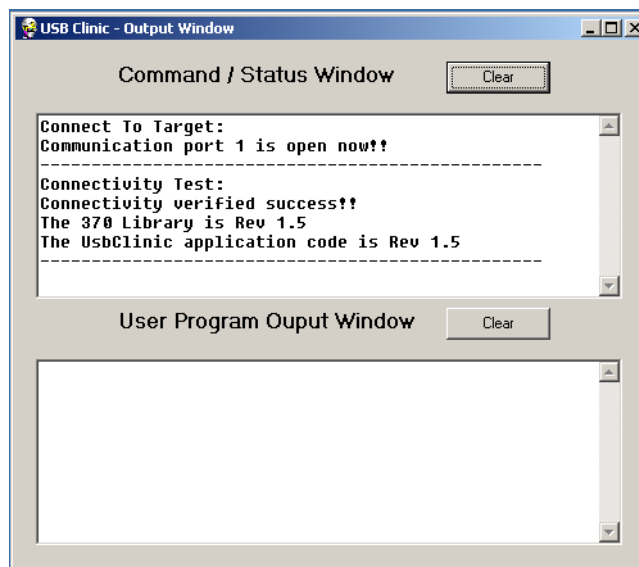 USB Clinic - Output Window
Command / Status Window
Clear
Connect To Target:
Communication port 1 is open now!!
--------------------------------------------------
Connectivity Test:
Connectivity verified success!!
The 370 Library is Rev 1.5
The UsbClinic application code is Rev 1.5
--------------------------------------------------
User Program Ouput Window
Clear